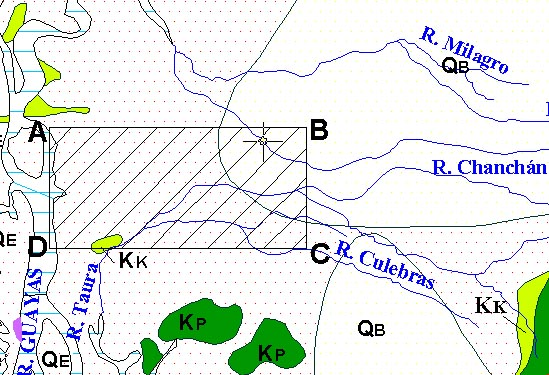 R. Milagro
QB
A
B
R. Chanchán
QE
D
C
KK
R. Culebras
R. GUAYAS
R. Taura
KK
KP
QB
KP
QE